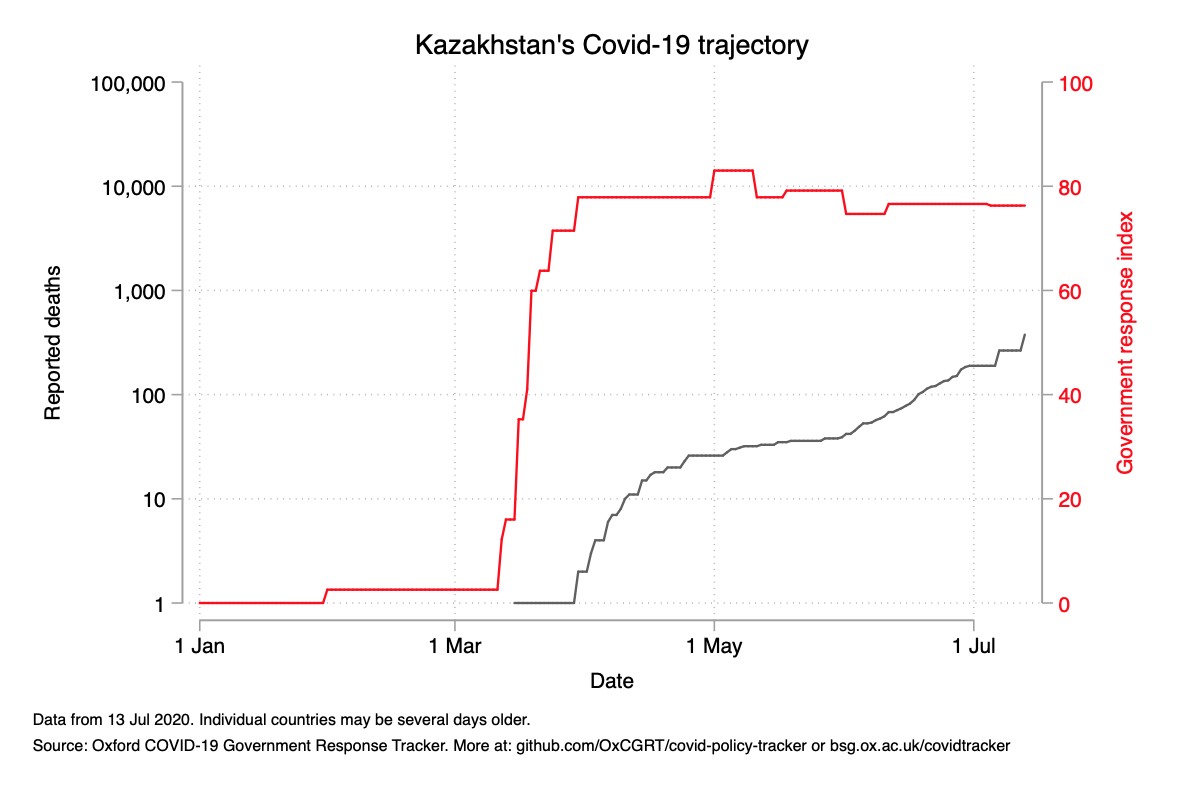 Kazakhstan's Covid-19 trajectory
100,000
10,000
1,000
100
10
1
Reported deaths
100
80
60
40
20
0
Government response index
1 Jan
1 Mar
1 May
1 Jul
Date
Data from 13 Jul 2020. Individual countries may be several days older.
Source: Oxford COVID-19 Government Response Tracker. More at: github.com/OxCGRT/covid-policy-tracker or bsg.ox.ac.uk/covidtracker